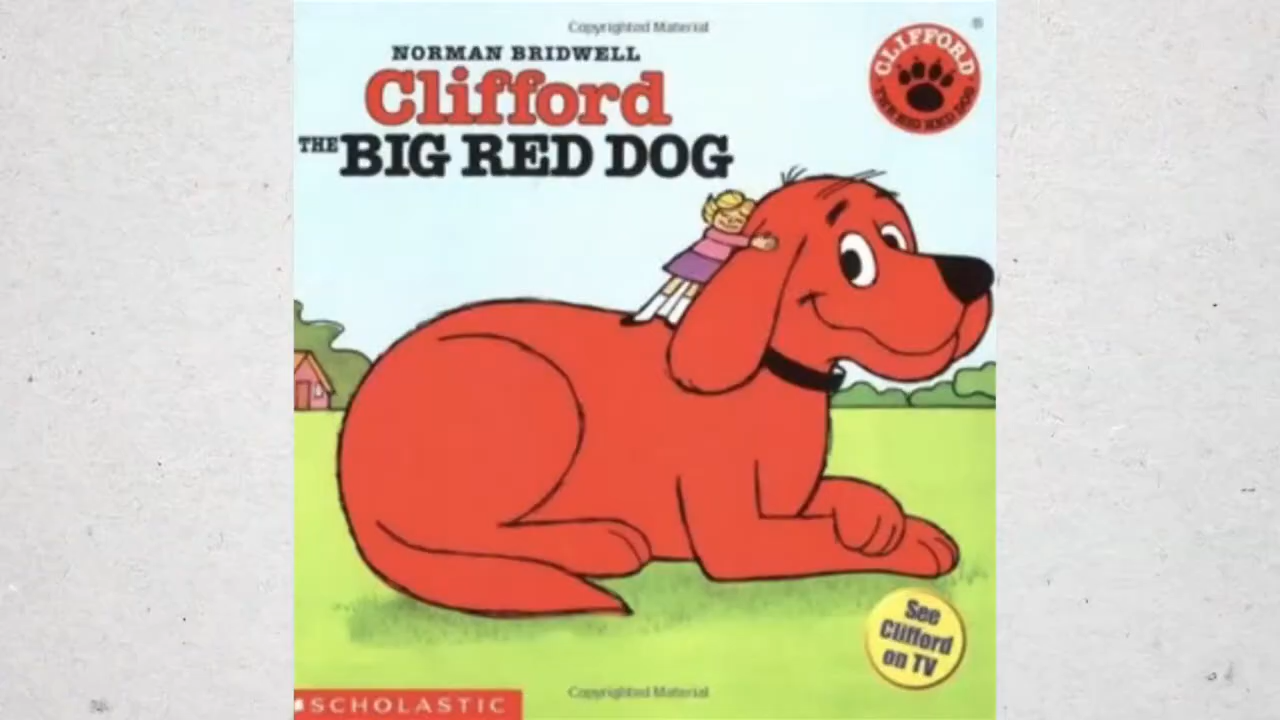 Copyrighted Material
NORMAN BRIDWELL
Clifford
THE BIG RED DOG
CLIFFORD
THE BIG RED DOG
®
See
Clifford
on TV
SCHOLASTIC
Copyrighted Material